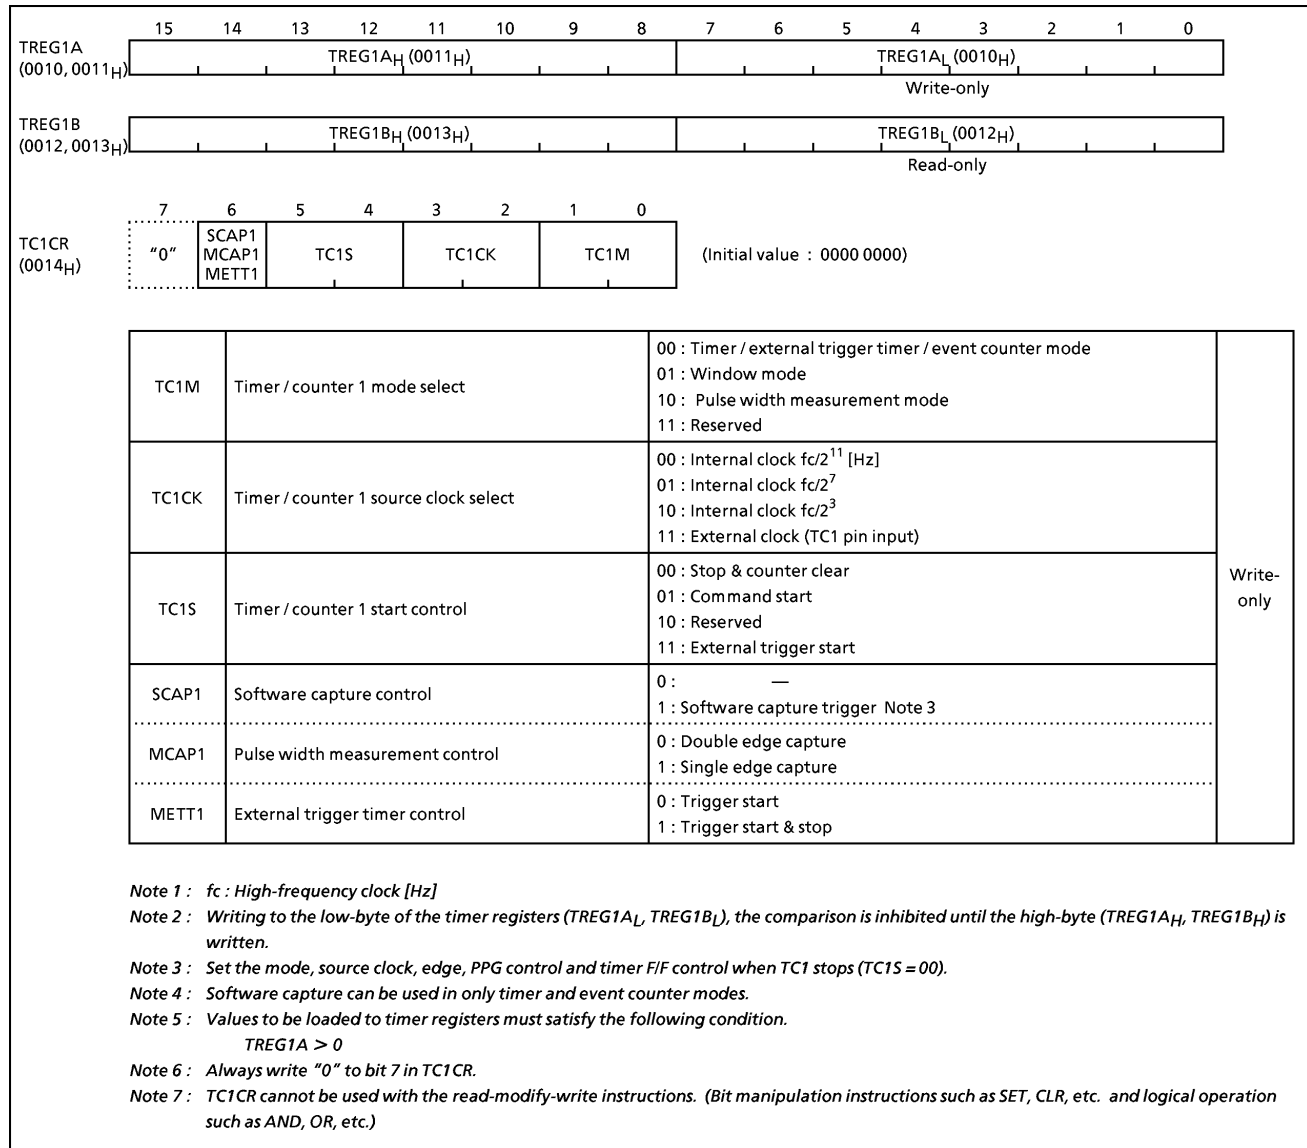 15 14 13 12 11 10 9 8 7 6 5 4 3 2 1 0
TREG1A
(0010, 0011H)
TREG1AH (0011H) TREG1AL (0010H)
Write-only
TREG1B
(0012, 0013H)
TREG1BH (0013H) TREG1BL (0012H)
Read-only
7 6 5 4 3 2 1 0
TC1CR
(0014H)
"0" SCAP1 MCAP1 METT1 TC1S TC1CK TC1M (Initial value : 0000 0000)
TC1M Timer / counter 1 mode select
00 : Timer / external trigger timer / event counter mode
01 : Window mode
10 : Pulse width measurement mode
11 : Reserved
TC1CK Timer / counter 1 source clock select
00 : Internal clock fc/2^11 [Hz]
01 : Internal clock fc/2^7
10 : Internal clock fc/2^3
11 : External clock (TC1 pin input)
TC1S Timer / counter 1 start control
00 : Stop & counter clear
01 : Command start
10 : Reserved
11 : External trigger start
Write-
only
SCAP1 Software capture control
0 : —
1 : Software capture trigger Note 3
MCAP1 Pulse width measurement control
0 : Double edge capture
1 : Single edge capture
METT1 External trigger timer control
0 : Trigger start
1 : Trigger start & stop
Note 1 : fc : High-frequency clock [Hz]
Note 2 : Writing to the low-byte of the timer registers (TREG1AL, TREG1BL), the comparison is inhibited until the high-byte (TREG1AH, TREG1BH) is
written.
Note 3 : Set the mode, source clock, edge, PPG control and timer F/F control when TC1 stops (TC1S = 00).
Note 4 : Software capture can be used in only timer and event counter modes.
Note 5 : Values to be loaded to timer registers must satisfy the following condition.
TREG1A > 0
Note 6 : Always write "0" to bit 7 in TC1CR.
Note 7 : TC1CR cannot be used with the read-modify-write instructions. (Bit manipulation instructions such as SET, CLR, etc. and logical operation
such as AND, OR, etc.)